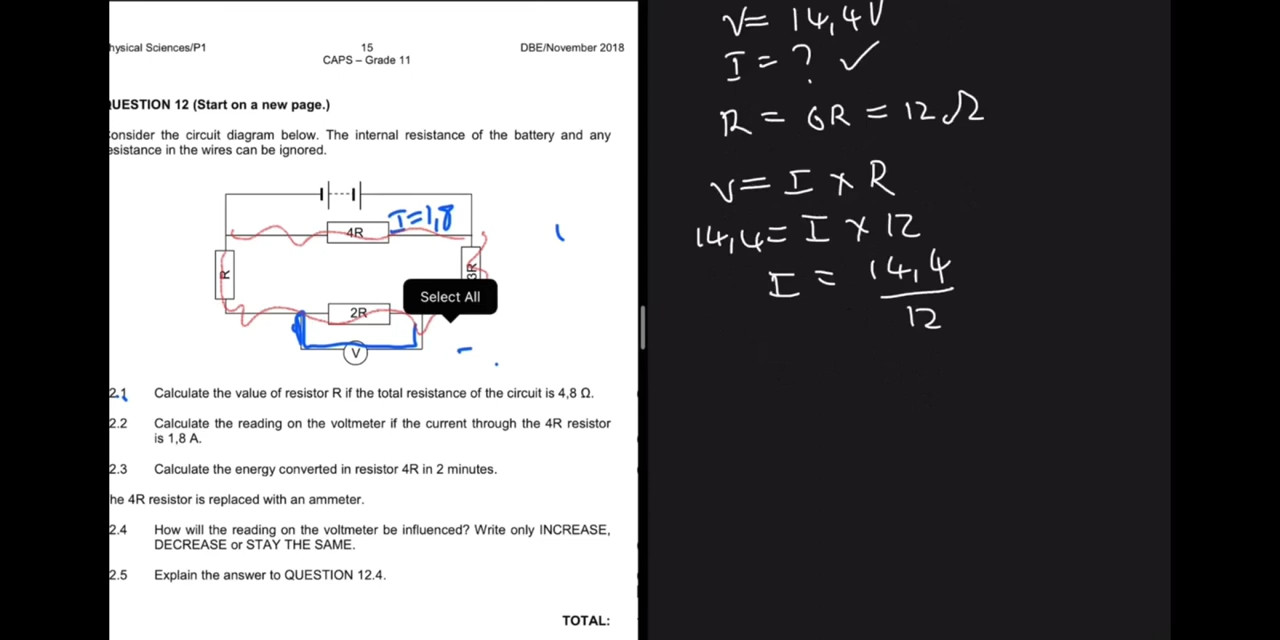 hysical Sciences/P1
15
DBE/November 2018
CAPS – Grade 11
QUESTION 12 (Start on a new page.)
onsider the circuit diagram below. The internal resistance of the battery and any
esistance in the wires can be ignored.
I=1,8
4R
R
3R
Select All
2R
V
2.1 Calculate the value of resistor R if the total resistance of the circuit is 4,8 Ω.
2.2 Calculate the reading on the voltmeter if the current through the 4R resistor
is 1,8 A.
2.3 Calculate the energy converted in resistor 4R in 2 minutes.
he 4R resistor is replaced with an ammeter.
2.4 How will the reading on the voltmeter be influenced? Write only INCREASE,
DECREASE or STAY THE SAME.
2.5 Explain the answer to QUESTION 12.4.
TOTAL:
V= 14,4V
I = ? ✓
R = 6R = 12 Ω
V = I × R
14,4 = I × 12
I = 14,4
12